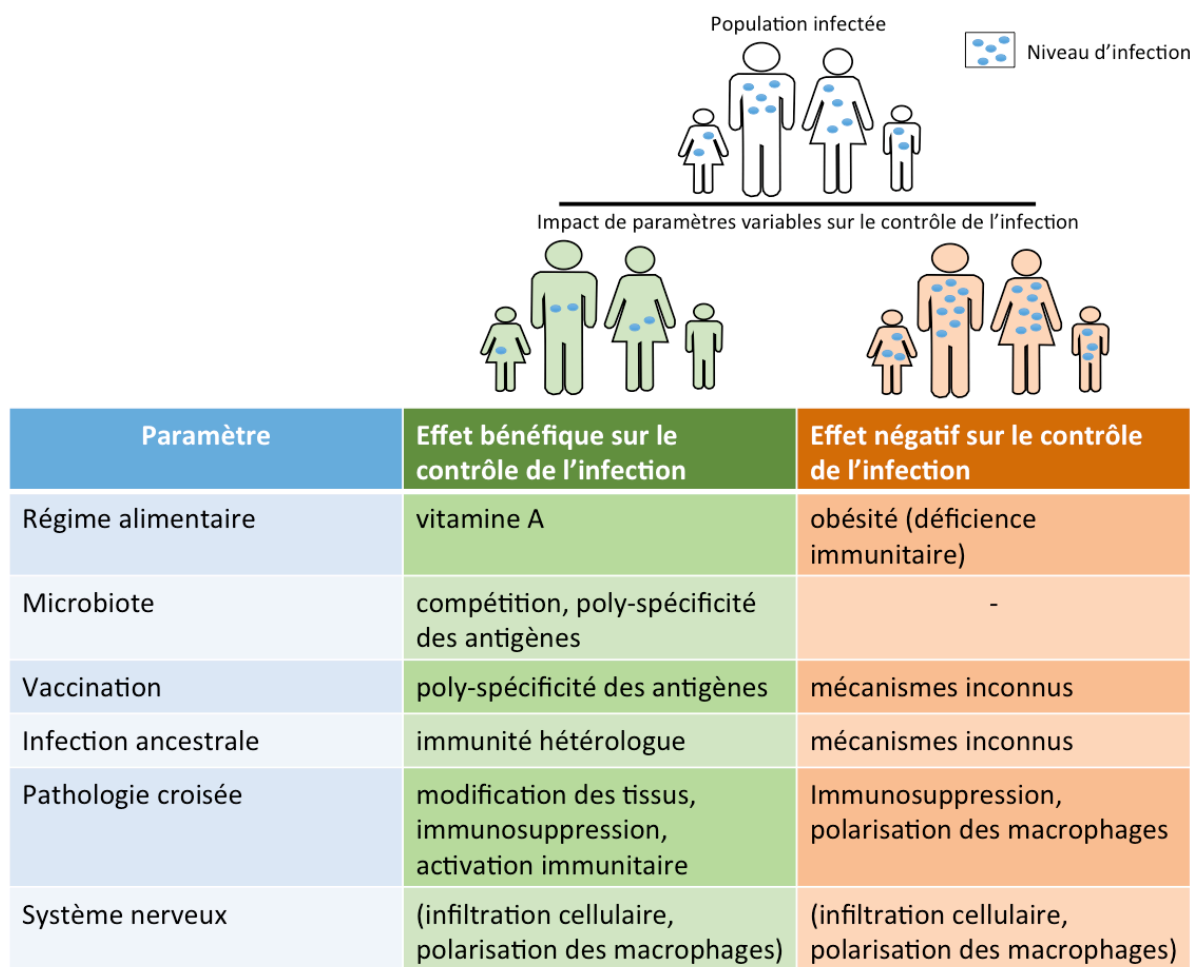 Population infectée
Niveau d'infection
Impact de paramètres variables sur le contrôle de l'infection
Paramètre
Effet bénéfique sur le
contrôle de l'infection
Effet négatif sur le contrôle
de l'infection
Régime alimentaire
vitamine A
obésité (déficience
immunitaire)
Microbiote
compétition, poly-spécificité
des antigènes
-
Vaccination
poly-spécificité des antigènes
mécanismes inconnus
Infection ancestrale
immunité hétérologue
mécanismes inconnus
Pathologie croisée
modification des tissus,
immunosuppression,
activation immunitaire
Immunosuppression,
polarisation des macrophages
Système nerveux
(infiltration cellulaire,
polarisation des macrophages)
(infiltration cellulaire,
polarisation des macrophages)